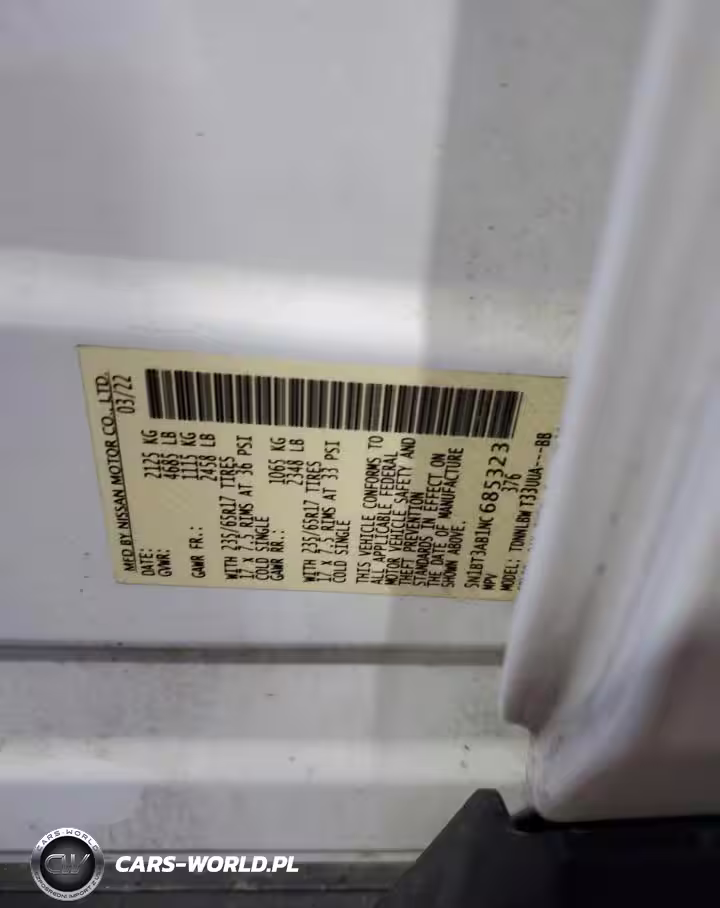 MFD BY NISSAN MOTOR CO., LTD.
DATE: 03/22
GVWR: 2125 KG
4685 LB
GAWR FR.: 1115 KG
2458 LB
WITH 235/65R17 TIRES
17 X 7.5 RIMS AT 36 PSI
COLD SINGLE
GAWR RR.: 1065 KG
2348 LB
WITH 235/65R17 TIRES
17 X 7.5 RIMS AT 33 PSI
COLD SINGLE
THIS VEHICLE CONFORMS TO
ALL APPLICABLE FEDERAL
MOTOR VEHICLE SAFETY AND
THEFT PREVENTION
STANDARDS IN EFFECT ON
THE DATE OF MANUFACTURE
SHOWN ABOVE.
5N1BT3AB1NC685323
MPV 376
MODEL: TDNNLBW T33UUA---BB
CARS-WORLD
CW
CARS-WORLD.PL